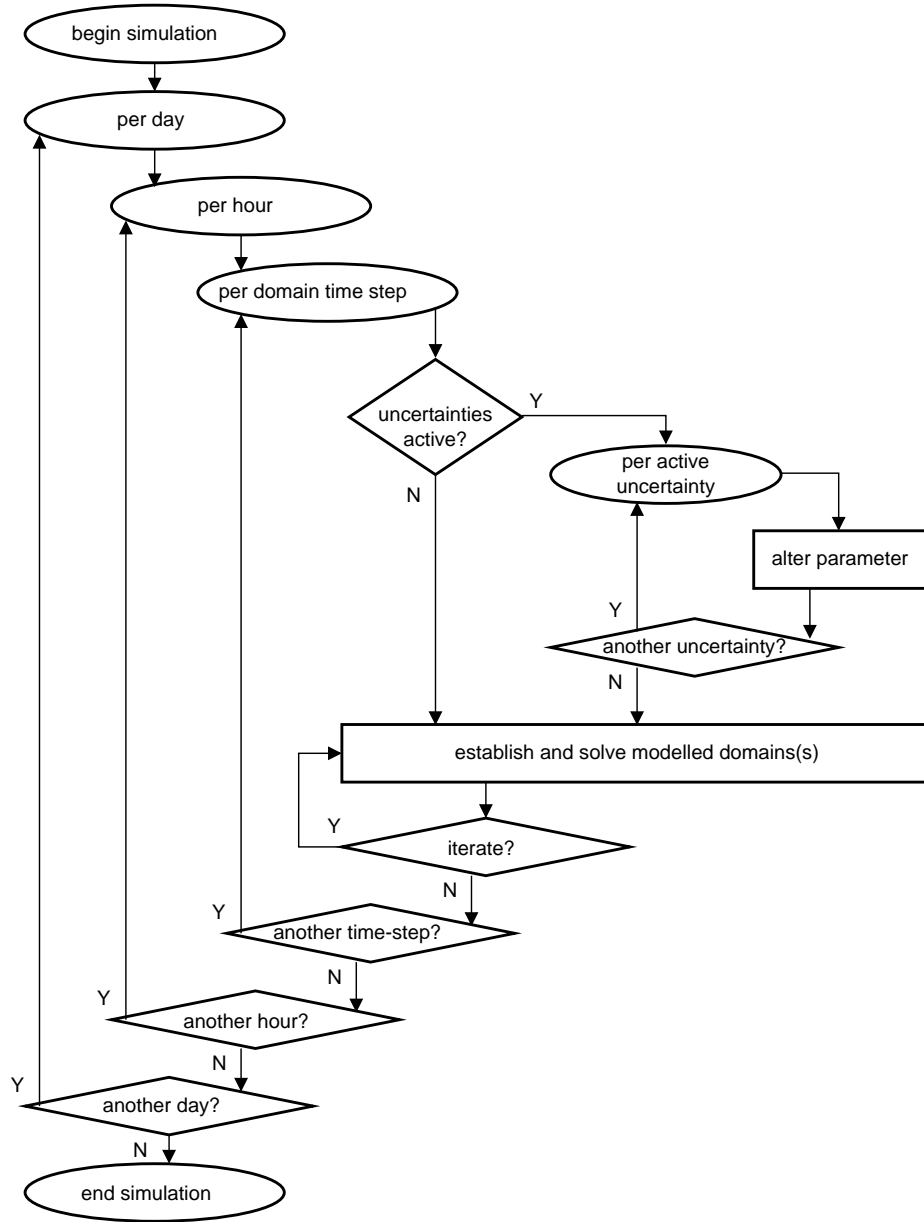 begin simulation
per day
per hour
per domain time step
uncertainties
active?
Y
N
per active
uncertainty
alter parameter
Y
another uncertainty?
N
establish and solve modelled domains(s)
Y
iterate?
N
Y
another time-step?
N
Y
another hour?
N
Y
another day?
N
end simulation